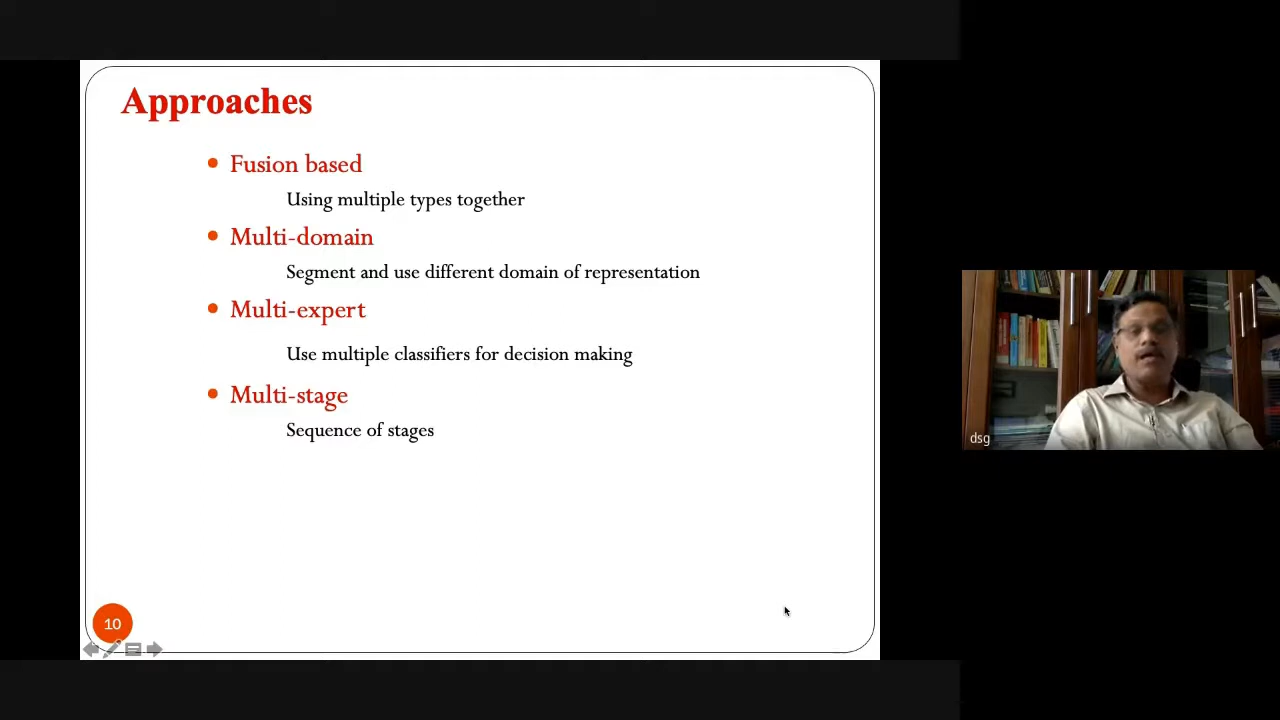 Approaches
Fusion based
Using multiple types together
Multi-domain
Segment and use different domain of representation
Multi-expert
Use multiple classifiers for decision making
Multi-stage
Sequence of stages
10
dsg